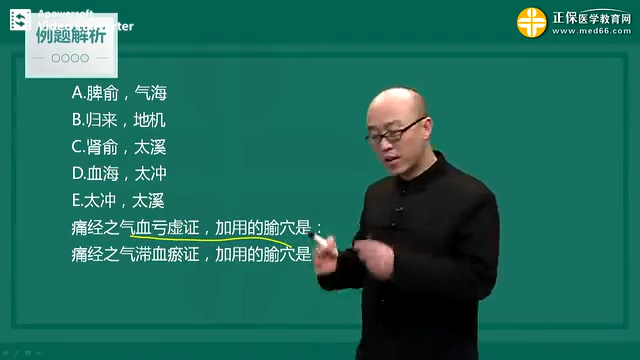 Apowersoft
Video Converter
例题解析
正保医学教育网
www.med66.com
A.脾俞，气海
B.归来，地机
C.肾俞，太溪
D.血海，太冲
E.太冲，太溪
痛经之气血亏虚证，加用的腧穴是：
痛经之气滞血瘀证，加用的腧穴是